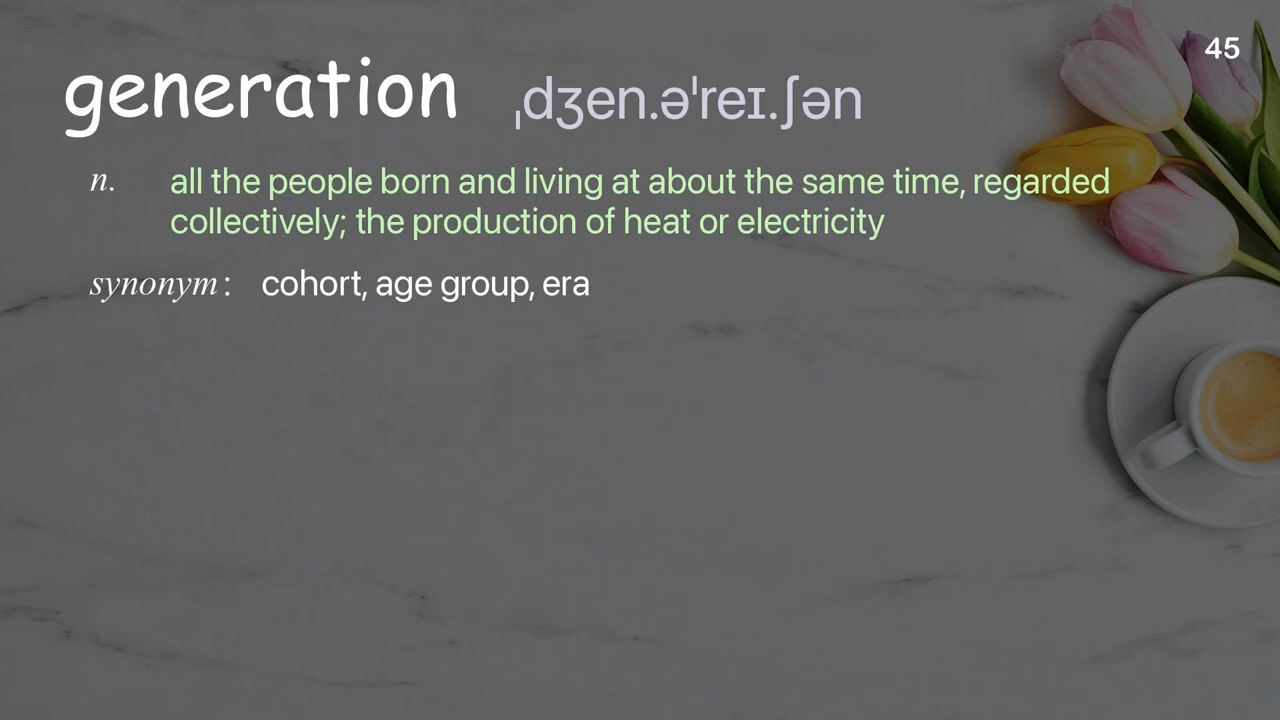 45
generation ˌdʒen.əˈreɪ.ʃən
n. all the people born and living at about the same time, regarded
collectively; the production of heat or electricity
synonym: cohort, age group, era